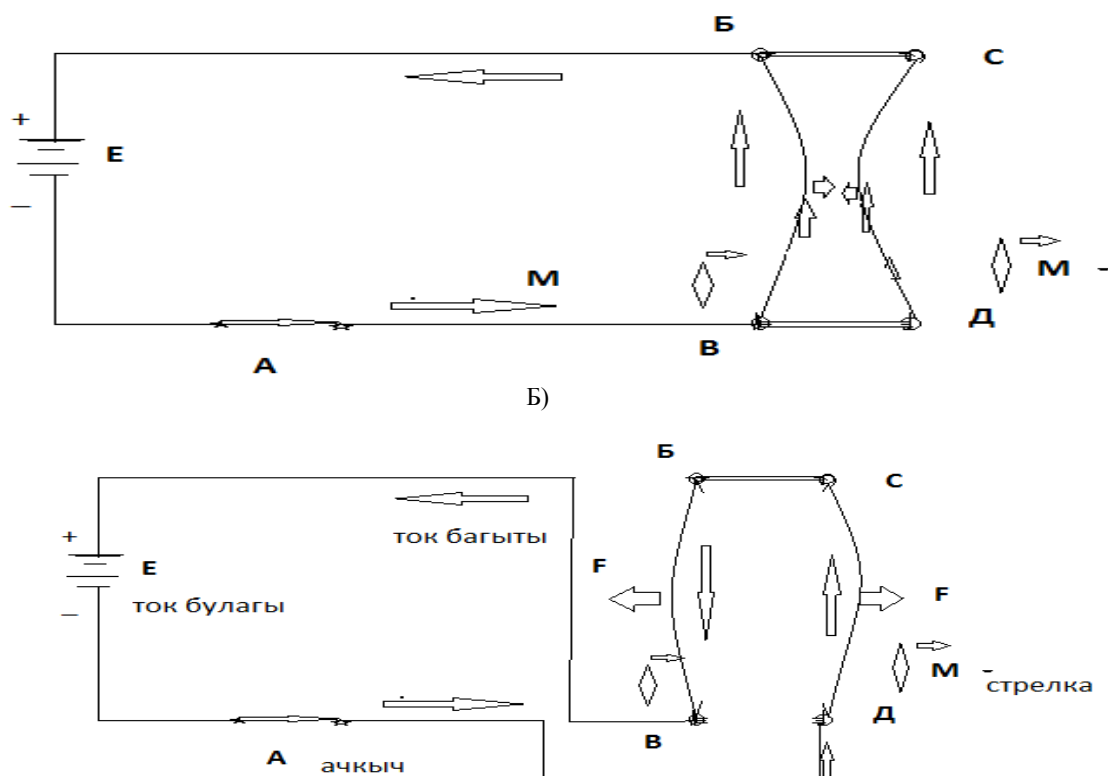 Б
С
+
Е
−
М
М -
Д
А
В
Б)
Б
С
ток багыты
+
Е
F
F
− ток булагы
М -
стрелка
Д
В
А ачкыч